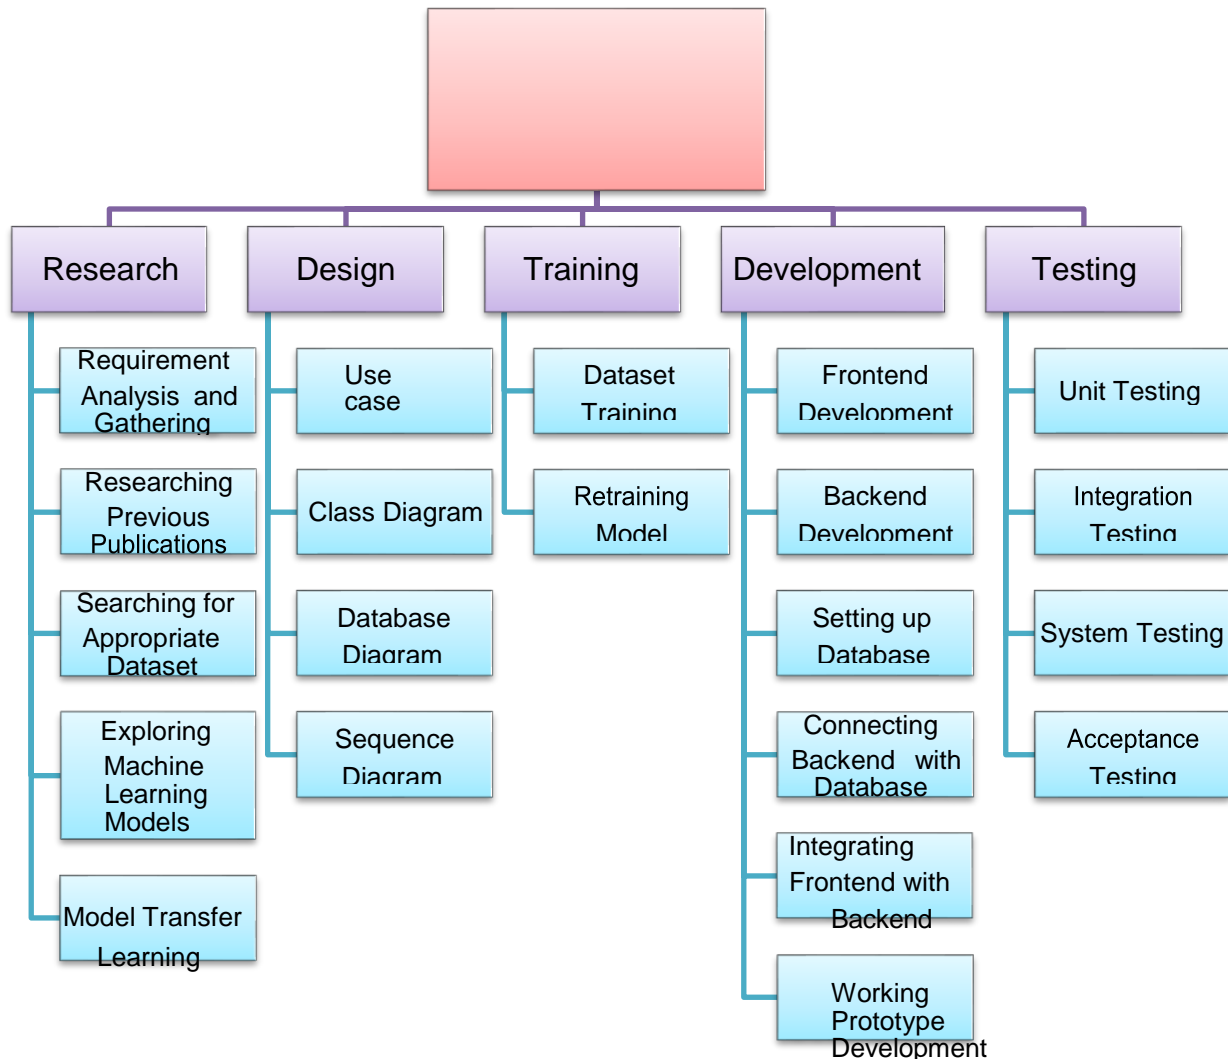 Research
Design
Training
Development
Testing
Requirement
Analysis and
Gathering
Researching
Previous
Publications
Searching for
Appropriate
Dataset
Exploring
Machine
Learning
Models
Model Transfer
Learning
Use
case
Class Diagram
Database
Diagram
Sequence
Diagram
Dataset
Training
Retraining
Model
Frontend
Development
Backend
Development
Setting up
Database
Connecting
Backend with
Database
Integrating
Frontend with
Backend
Working
Prototype
Development
Unit Testing
Integration
Testing
System Testing
Acceptance
Testing